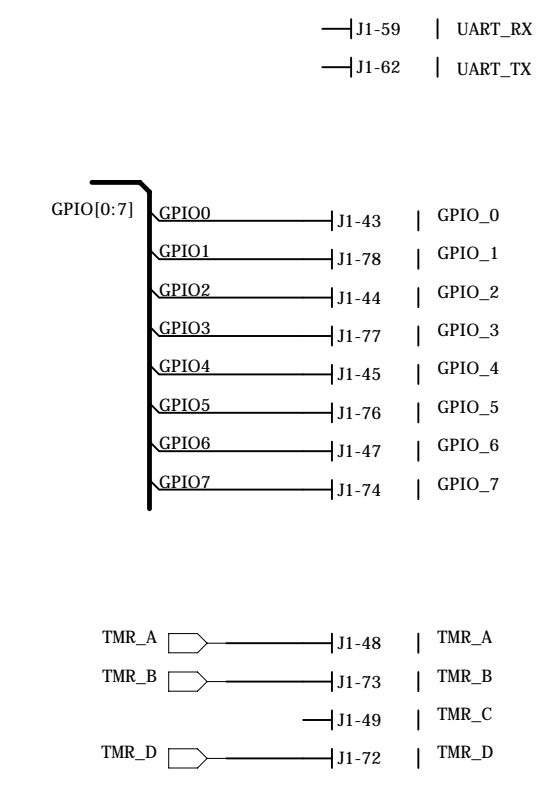 J1-59 | UART_RX
J1-62 | UART_TX
GPIO[0:7] GPIO0 J1-43 | GPIO_0
GPIO1 J1-78 | GPIO_1
GPIO2 J1-44 | GPIO_2
GPIO3 J1-77 | GPIO_3
GPIO4 J1-45 | GPIO_4
GPIO5 J1-76 | GPIO_5
GPIO6 J1-47 | GPIO_6
GPIO7 J1-74 | GPIO_7
TMR_A J1-48 | TMR_A
TMR_B J1-73 | TMR_B
J1-49 | TMR_C
TMR_D J1-72 | TMR_D